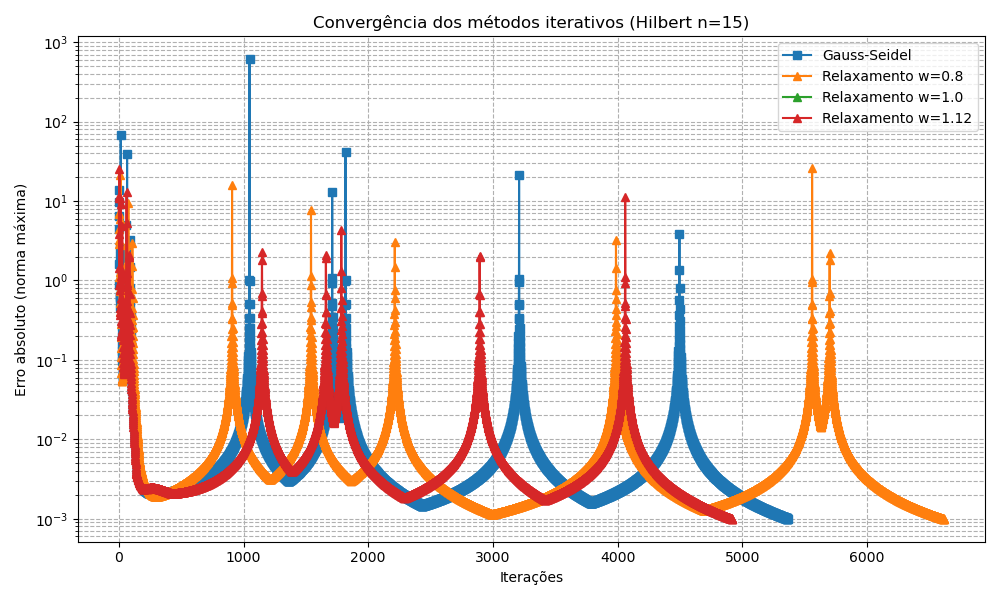 Convergência dos métodos iterativos (Hilbert n=15)
Erro absoluto (norma máxima)
10³
10²
10¹
10⁰
10⁻¹
10⁻²
10⁻³
Gauss-Seidel
Relaxamento w=0.8
Relaxamento w=1.0
Relaxamento w=1.12
0 1000 2000 3000 4000 5000 6000
Iterações